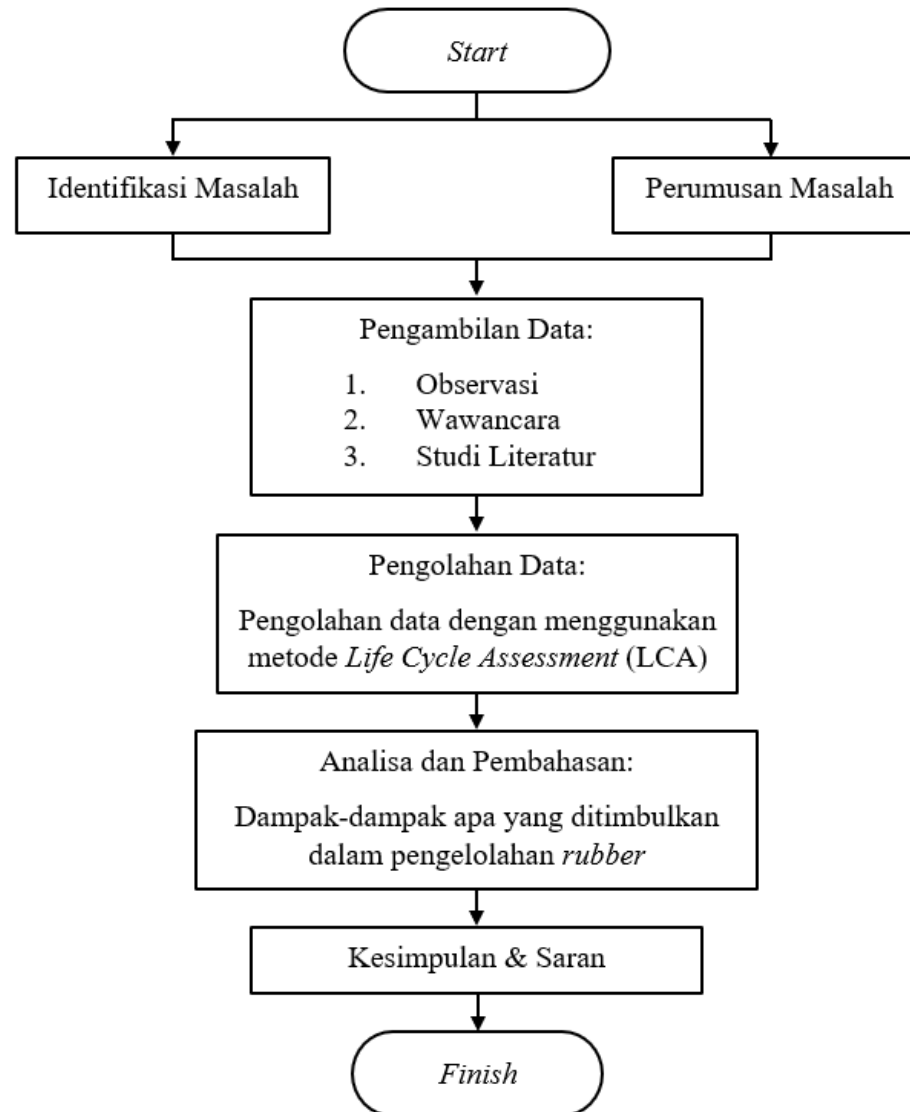 Start
Identifikasi Masalah
Perumusan Masalah
Pengambilan Data:
1. Observasi
2. Wawancara
3. Studi Literatur
Pengolahan Data:
Pengolahan data dengan menggunakan
metode Life Cycle Assessment (LCA)
Analisa dan Pembahasan:
Dampak-dampak apa yang ditimbulkan
dalam pengelolahan rubber
Kesimpulan & Saran
Finish